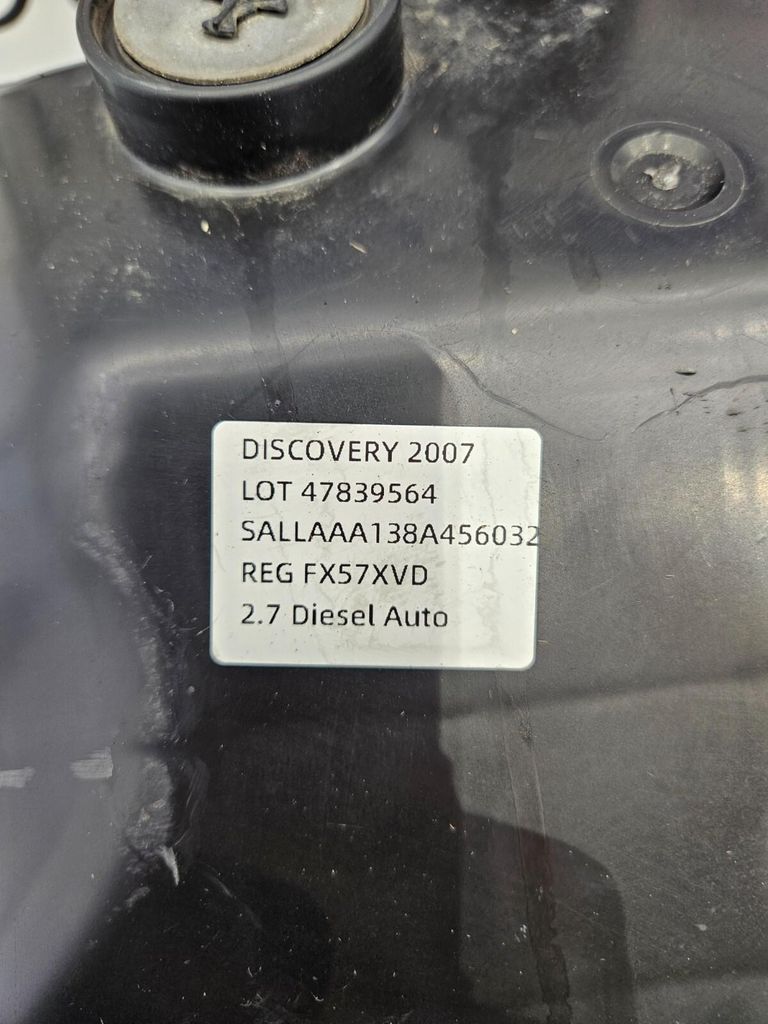 DISCOVERY 2007
LOT 47839564
SALLAAA138A456032
REG FX57XVD
2.7 Diesel Auto